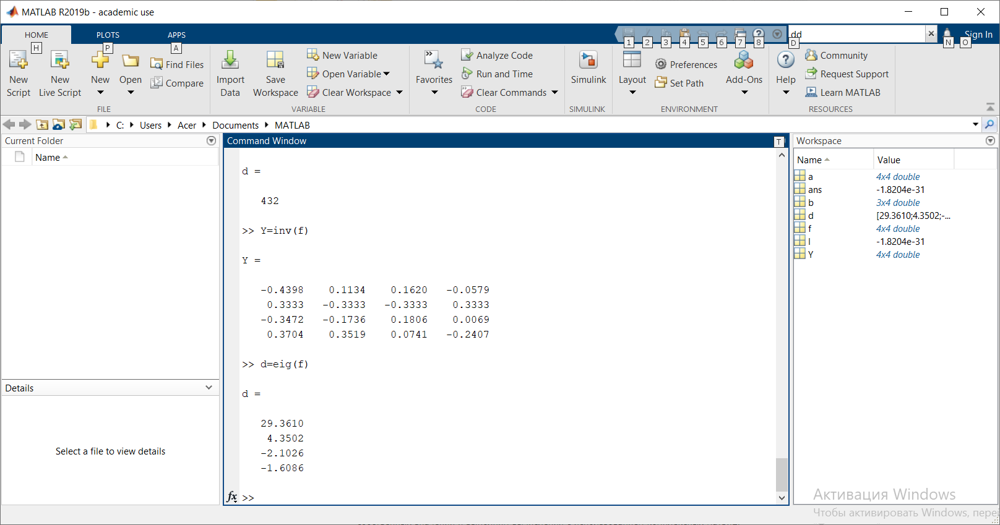 MATLAB R2019b - academic use
HOME PLOTS APPS dd Sign In
H P A 1 2 3 4 5 6 7 8 D N O
New Script
New Live Script
New
Open
Find Files
Compare
FILE
Import Data
Save Workspace
New Variable
Open Variable
Clear Workspace
VARIABLE
Favorites
Analyze Code
Run and Time
Clear Commands
CODE
Simulink
SIMULINK
Layout
Preferences
Set Path
Add-Ons
ENVIRONMENT
Help
Community
Request Support
Learn MATLAB
RESOURCES
C: Users Acer Documents MATLAB
Current Folder
Name
Details
Select a file to view details
Command Window T
d =
432
>> Y=inv(f)
Y =
-0.4398 0.1134 0.1620 -0.0579
0.3333 -0.3333 -0.3333 0.3333
-0.3472 -0.1736 0.1806 0.0069
0.3704 0.3519 0.0741 -0.2407
>> d=eig(f)
d =
29.3610
4.3502
-2.1026
-1.6086
fx >>
Workspace
Name Value
a 4x4 double
ans -1.8204e-31
b 3x4 double
d [29.3610;4.3502;-...
f 4x4 double
l -1.8204e-31
Y 4x4 double
Активация Windows
Чтобы активировать Windows, пере